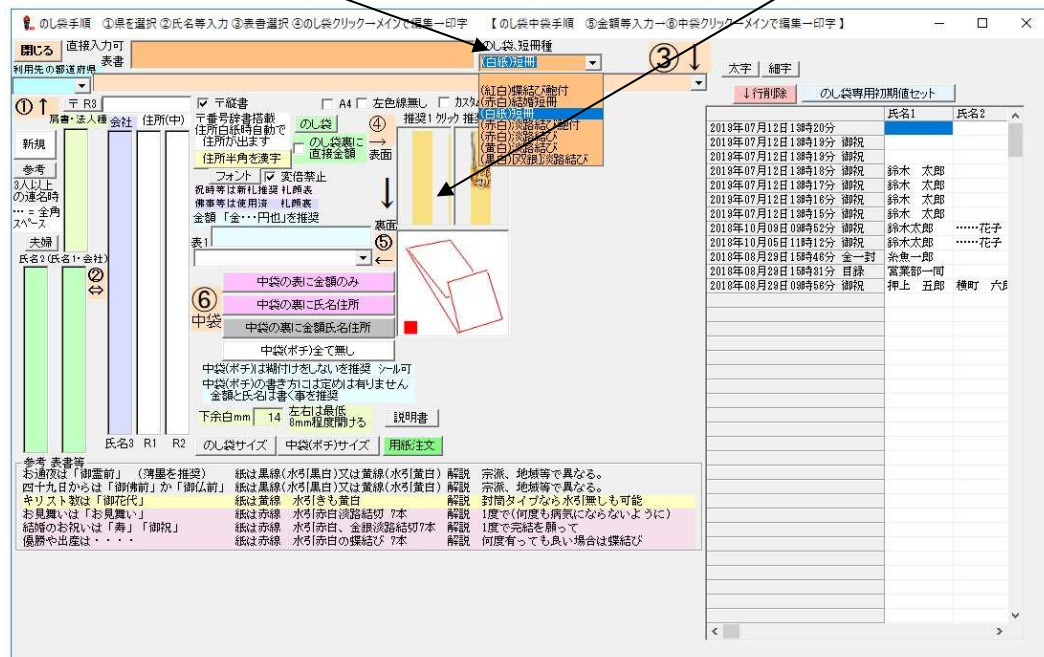 のし袋手順 ①県を選択 ②氏名等入力 ③表書選択 ④のし袋クリック－メインで編集－印字 【 のし袋中袋手順 ⑤金額等入力－⑥中袋クリック－メインで編集－印字 】
閉じる 直接入力可 のし袋、短冊種
表書 (白紙)短冊 ③↓ 太字 細字
利用先の都道府県
↓行削除 のし袋専用初期値セット
(紅白)蝶結び鮑付
(赤白)結婚短冊
(白紙)短冊
(赤白)淡路結び鮑付
(赤白)淡路結び
(黄白)淡路結び
(黒白)[双銀]淡路結び
①↑ 〒 R3 〒縦書 A4 左色線無し カスタム
肩書・法人種 会社 住所(中) 〒番号辞書搭載 のし袋 ④ 推奨1 クリック 推奨
住所白紙時自動で
住所が出ます のし袋裏に → 
直接金額 表面
新規 住所半角を漢字
参考 フォント 変倍禁止
3人以上 祝時等は新札推奨 札顔表
の連名時 佛事等は使用済 札顔裏
… = 全角 金額 「金・・・円也」を推奨 ↓
スペース 裏面
夫婦 表1 ⑤
氏名2(氏名1・会社) ←
② 中袋の表に金額のみ
⇔ ⑥ 中袋の裏に氏名住所
中袋 中袋の裏に金額氏名住所
中袋(ポチ)全て無し
中袋(ポチ)は糊付けをしないを推奨 シール可
中袋(ポチ)の書き方には定めは有りません
金額と氏名は書く事を推奨
下余白mm 14 左右は最低 説明書
8mm程度開ける
氏名3 R1 R2 のし袋サイズ 中袋(ポチ)サイズ 用紙注文
参考 表書等
お通夜は「御霊前」 (薄墨を推奨) 紙は黒線(水引黒白)又は黄線(水引黄白) 解説 宗派、地域等で異なる。
四十九日からは「御佛前」か「御仏前」 紙は黒線(水引黒白)又は黄線(水引黄白) 解説 宗派、地域等で異なる。
キリスト教は「御花代」 紙は黄線 水引きも黄白 封筒タイプなら水引無しも可能
お見舞いは「お見舞い」 紙は赤線 水引赤白淡路結切 7本 解説 1度で(何度も病気にならないように)
結婚のお祝いは「寿」「御祝」 紙は赤線 水引赤白、金銀淡路結切7本 解説 1度で完結を願って
優勝や出産は・・・・ 紙は赤線 水引赤白の蝶結び 7本 解説 何度有っても良い場合は蝶結び
氏名1 氏名2
2019年07月12日13時20分
2019年07月12日13時19分 御祝
2019年07月12日13時19分 御祝
2019年07月12日13時18分 御祝 鈴木 太郎
2019年07月12日13時17分 御祝 鈴木 太郎
2019年07月12日13時16分 御祝 鈴木 太郎
2019年07月12日13時15分 御祝 鈴木 太郎
2018年10月09日09時52分 御祝 鈴木太郎 ……花子
2018年10月05日11時12分 御祝 鈴木太郎 ……花子
2018年08月29日15時46分 金一封 糸魚一郎
2018年08月29日15時31分 目録 営業部一同
2018年08月29日09時56分 御祝 押上 五郎 横町 六郎